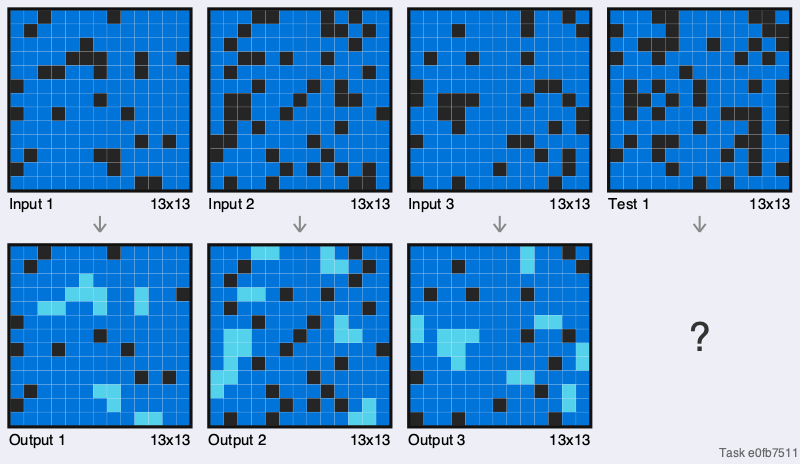 Input 1 13x13
Input 2 13x13
Input 3 13x13
Test 1 13x13
?
Output 1 13x13
Output 2 13x13
Output 3 13x13
Task e0fb7511